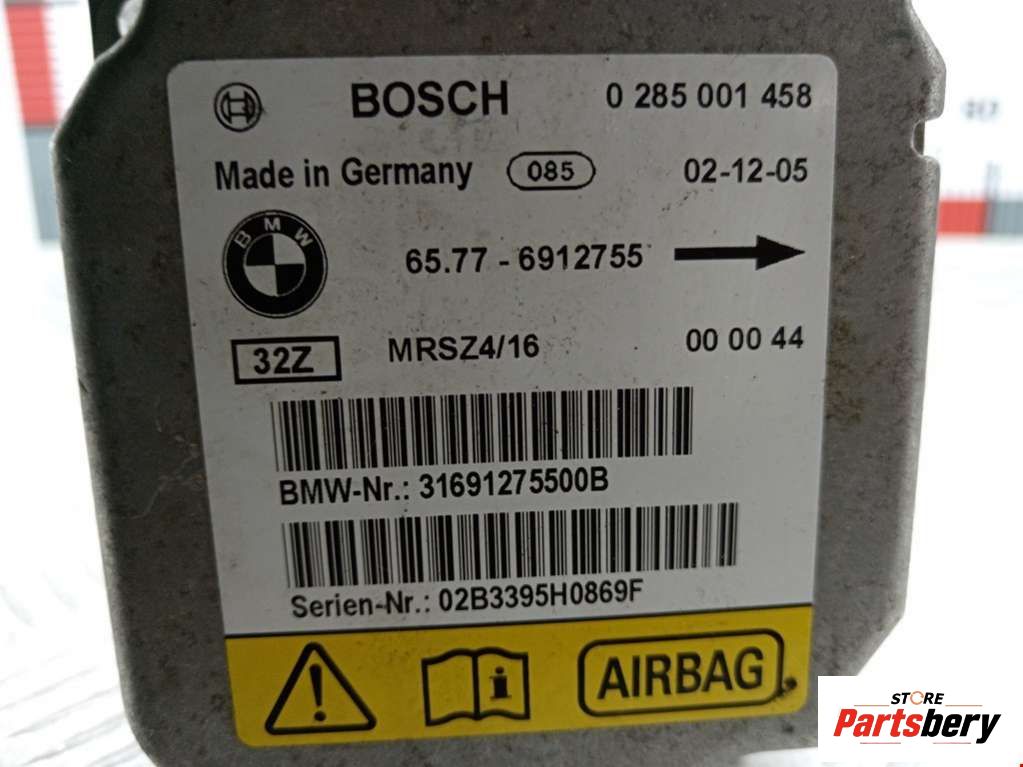 BOSCH 0 285 001 458
Made in Germany 085 02-12-05
BMW
65.77 - 6912755
32Z MRSZ4/16 00 00 44
BMW-Nr.: 31691275500B
Serien-Nr.: 02B3395H0869F
AIRBAG
STORE
Partsbery